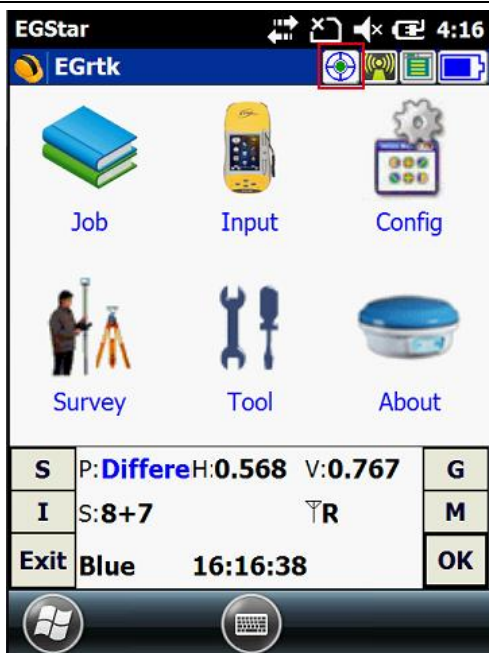 EGStar 4:16
EGrtk
Job Input Config
Survey Tool About
S P:Differe H:0.568 V:0.767 G
I S:8+7 R M
Exit Blue 16:16:38 OK